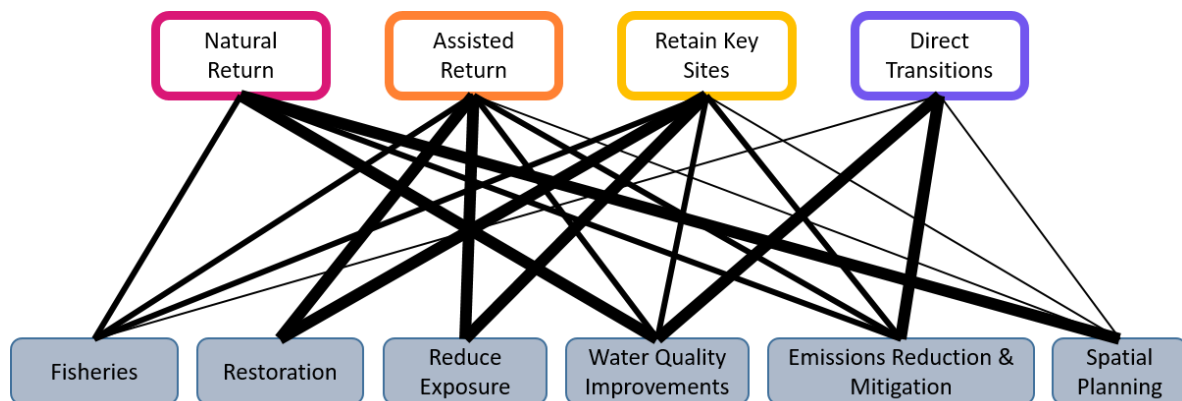 Natural
Return
Assisted
Return
Retain Key
Sites
Direct
Transitions
Fisheries
Restoration
Reduce
Exposure
Water Quality
Improvements
Emissions Reduction &
Mitigation
Spatial
Planning